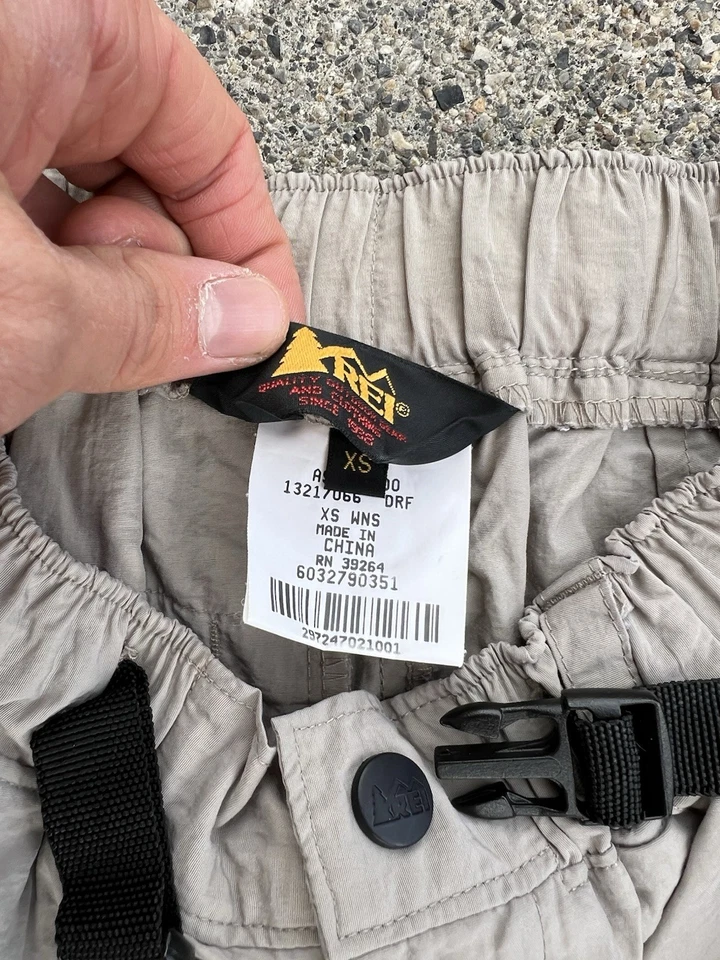 REI®
QUALITY OUTDOOR GEAR
AND CLOTHING
SINCE 1938
XS
13217066 DRF
XS WNS
MADE IN
CHINA
RN 39264
6032790351
297247021001
REI